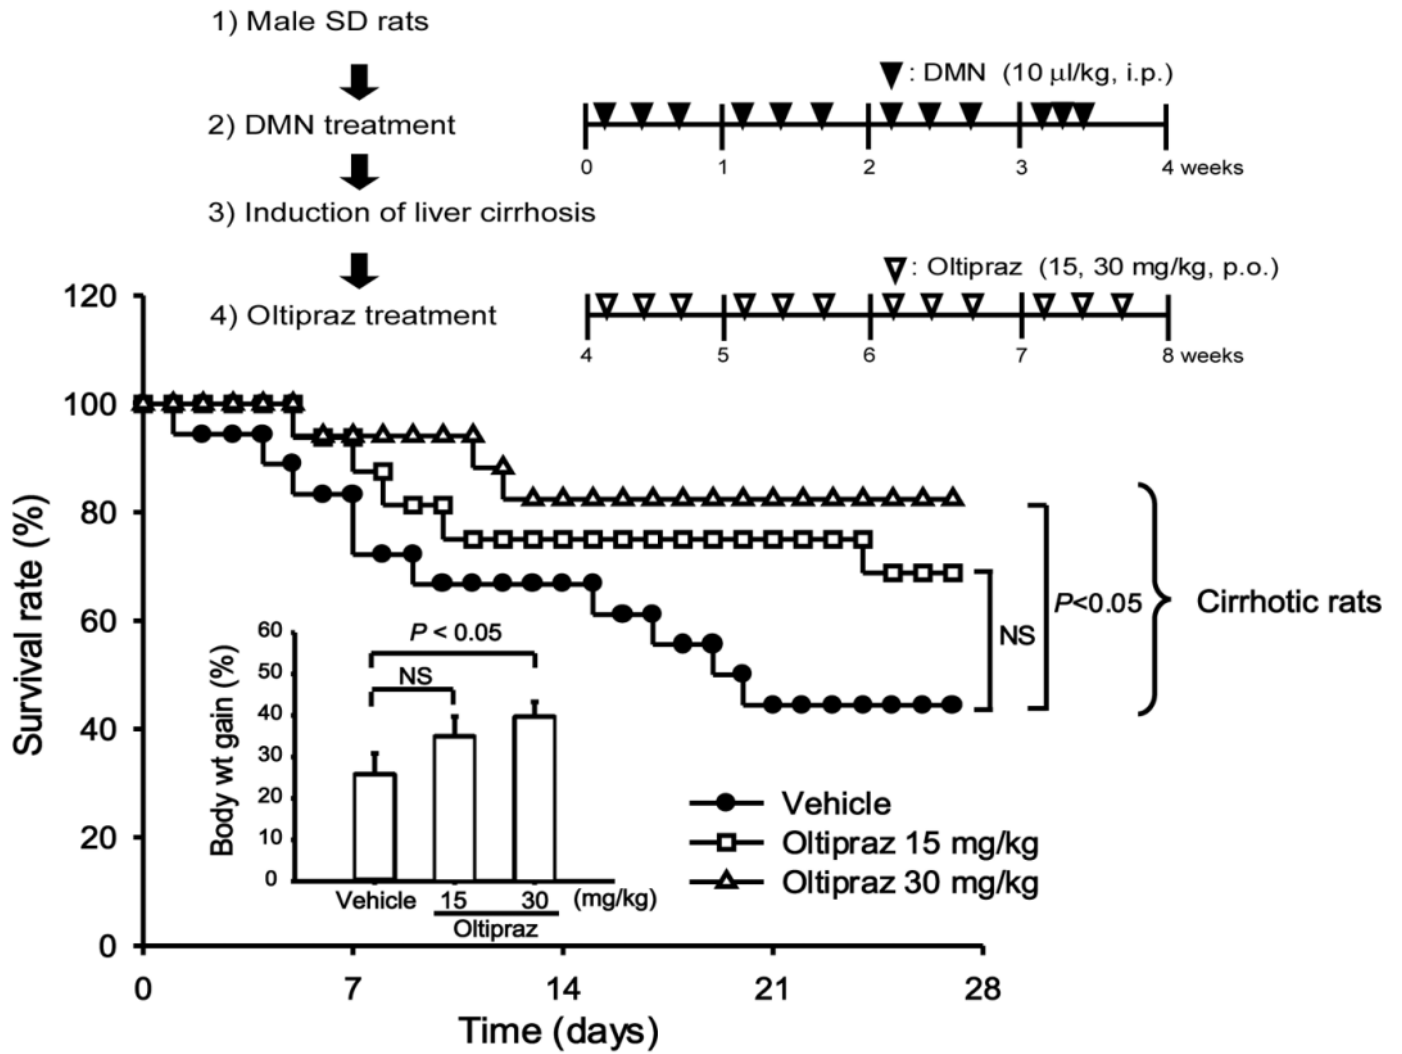 1) Male SD rats
▼: DMN (10 µl/kg, i.p.)
2) DMN treatment
0 1 2 3 4 weeks
3) Induction of liver cirrhosis
▽: Oltipraz (15, 30 mg/kg, p.o.)
4) Oltipraz treatment
4 5 6 7 8 weeks
Survival rate (%)
120
100
80
60
40
20
0
0 7 14 21 28
Time (days)
Body wt gain (%)
60
50
40
30
20
10
0
P < 0.05
NS
Vehicle 15 30 (mg/kg)
Oltipraz
NS
P<0.05
Cirrhotic rats
Vehicle
Oltipraz 15 mg/kg
Oltipraz 30 mg/kg